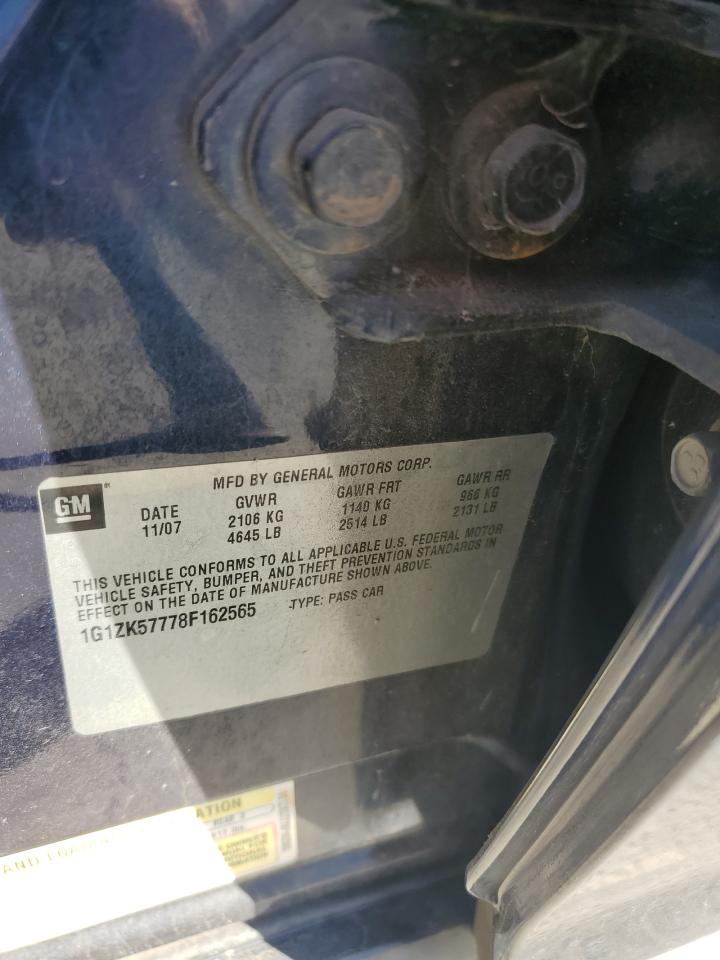 GM
MFD BY GENERAL MOTORS CORP.
DATE GVWR GAWR FRT GAWR RR
11/07 2106 KG 1140 KG 966 KG
4645 LB 2514 LB 2131 LB
THIS VEHICLE CONFORMS TO ALL APPLICABLE U.S. FEDERAL MOTOR
VEHICLE SAFETY, BUMPER, AND THEFT PREVENTION STANDARDS IN
EFFECT ON THE DATE OF MANUFACTURE SHOWN ABOVE.
1G1ZK57778F162565 TYPE: PASS CAR
AND